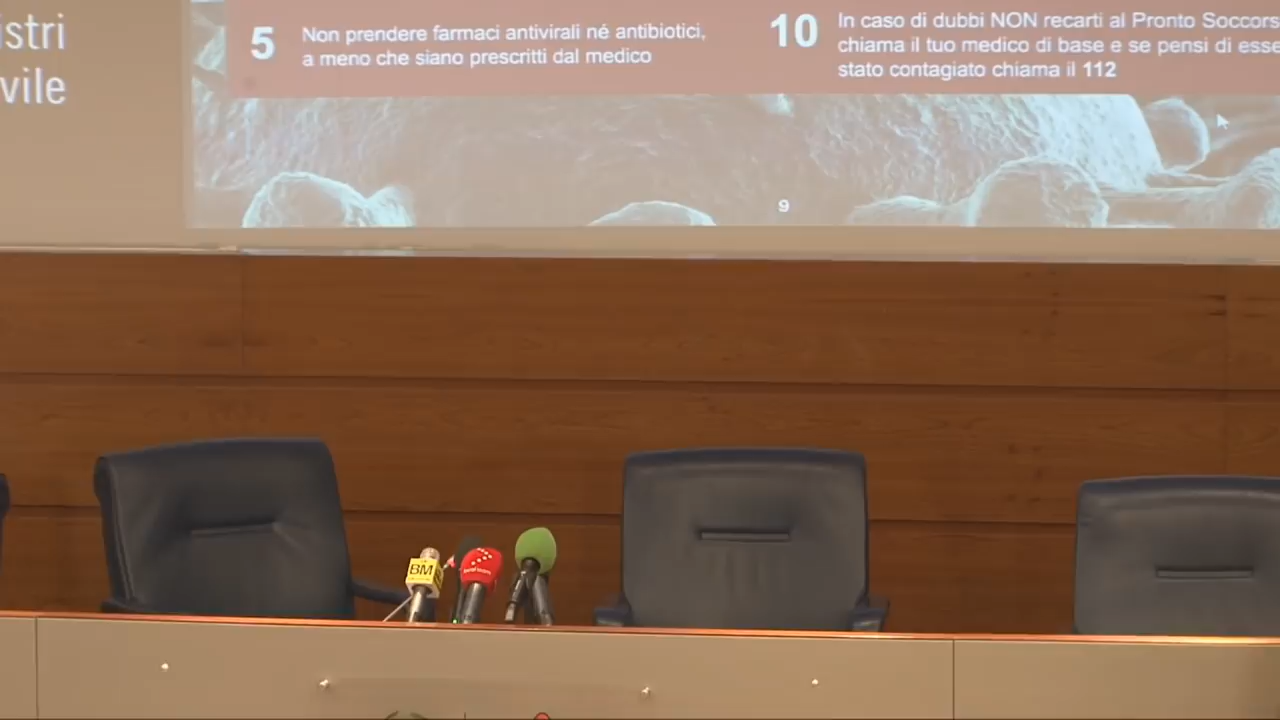 istri
vile
5
Non prendere farmaci antivirali né antibiotici,
a meno che siano prescritti dal medico
10
In caso di dubbi NON recarti al Pronto Soccors
chiama il tuo medico di base e se pensi di esse
stato contagiato chiama il 112
9
BM